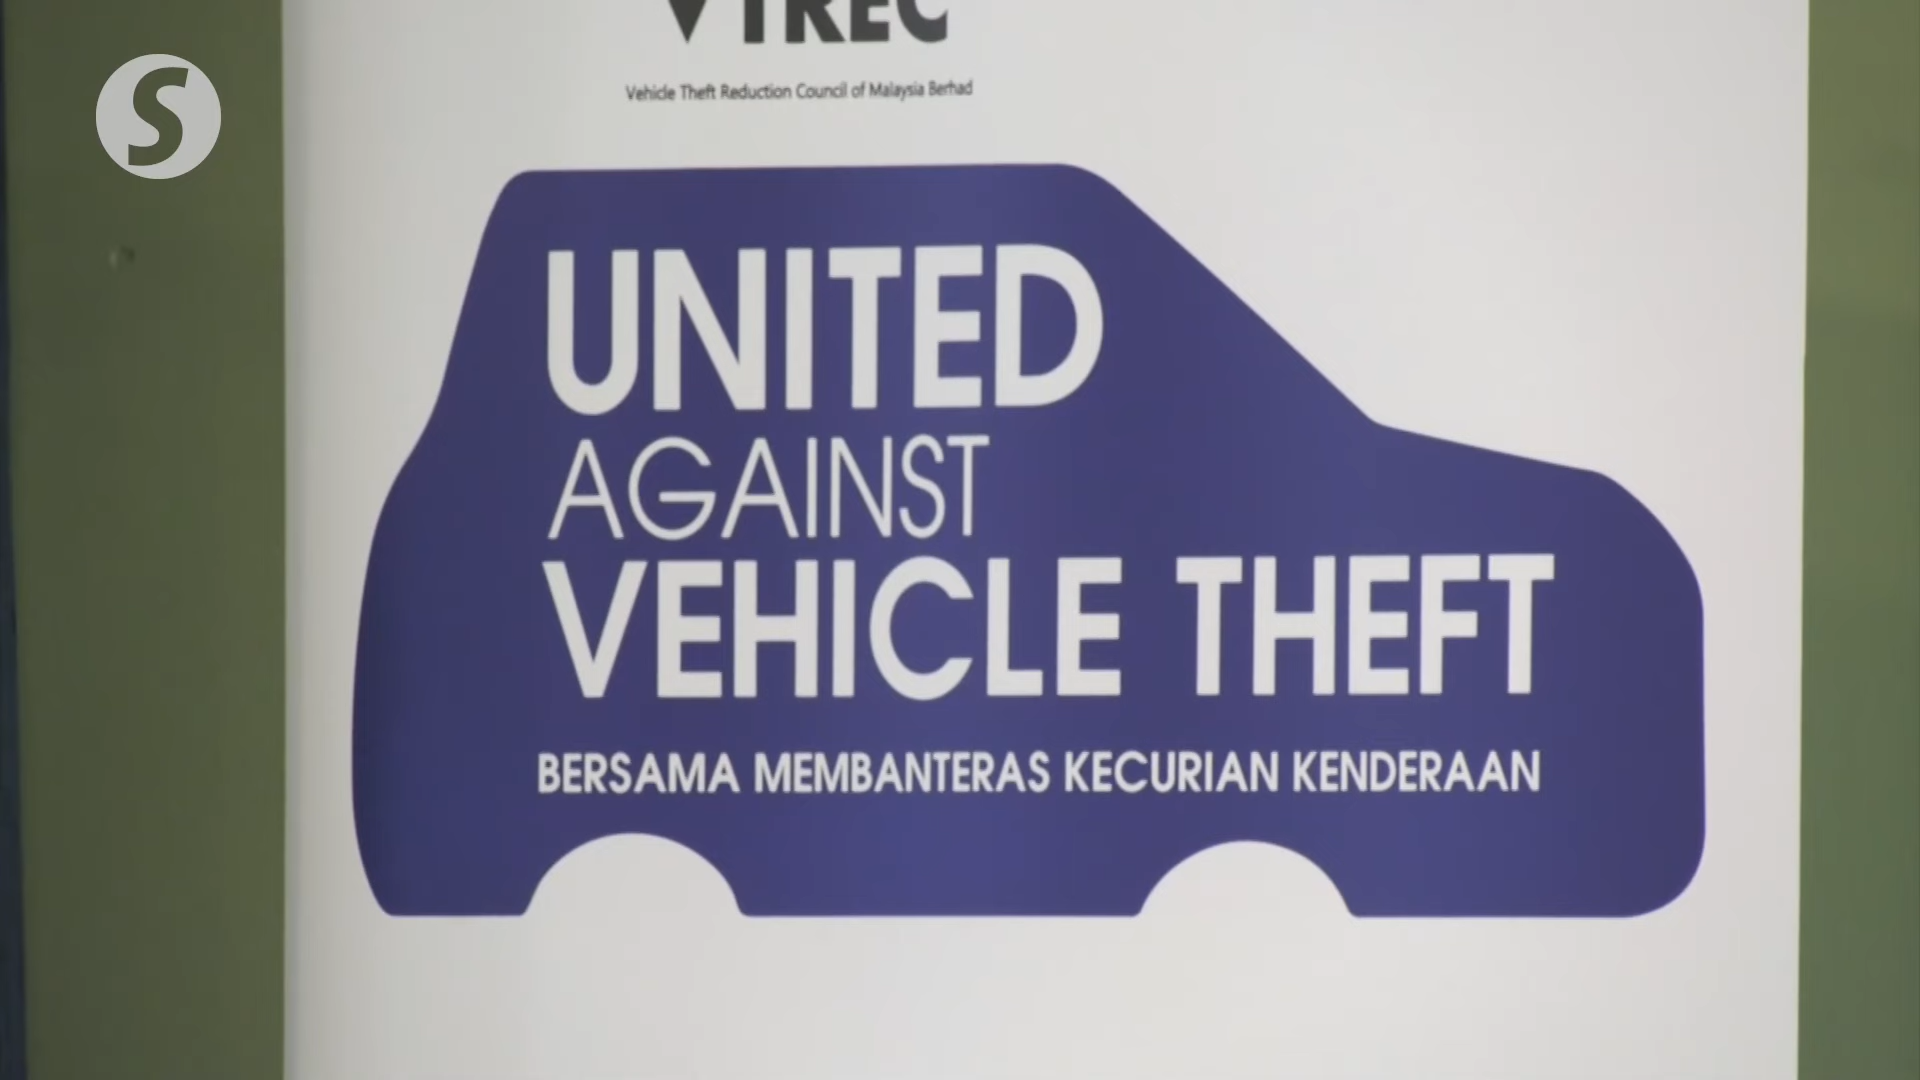 VTREC
Vehicle Theft Reduction Council of Malaysia Berhad
S
UNITED
AGAINST
VEHICLE THEFT
BERSAMA MEMBANTERAS KECURIAN KENDERAAN